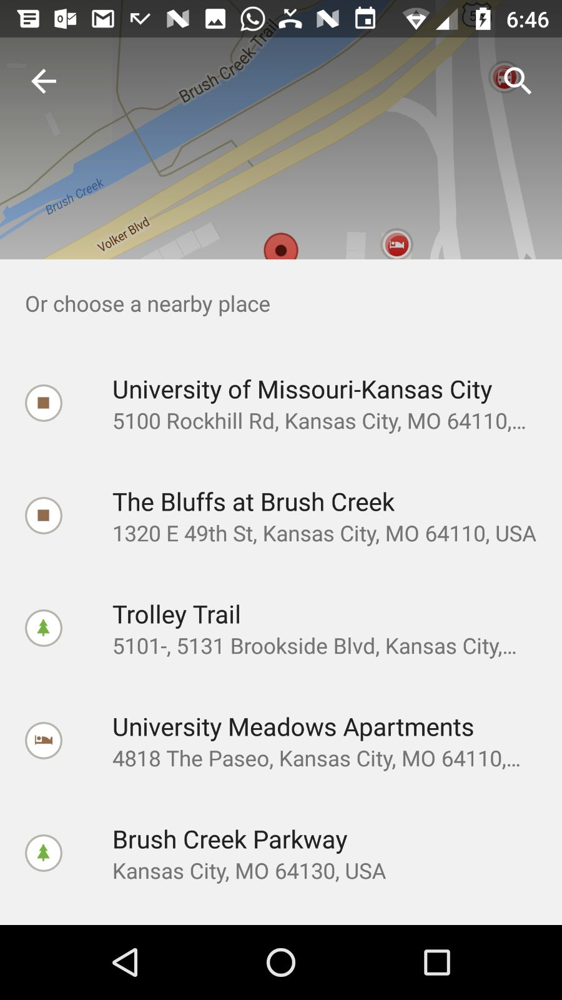 6:46
Brush Creek Trail
Brush Creek
Volker Blvd
Or choose a nearby place
University of Missouri-Kansas City
5100 Rockhill Rd, Kansas City, MO 64110,...
The Bluffs at Brush Creek
1320 E 49th St, Kansas City, MO 64110, USA
Trolley Trail
5101-, 5131 Brookside Blvd, Kansas City,...
University Meadows Apartments
4818 The Paseo, Kansas City, MO 64110,...
Brush Creek Parkway
Kansas City, MO 64130, USA